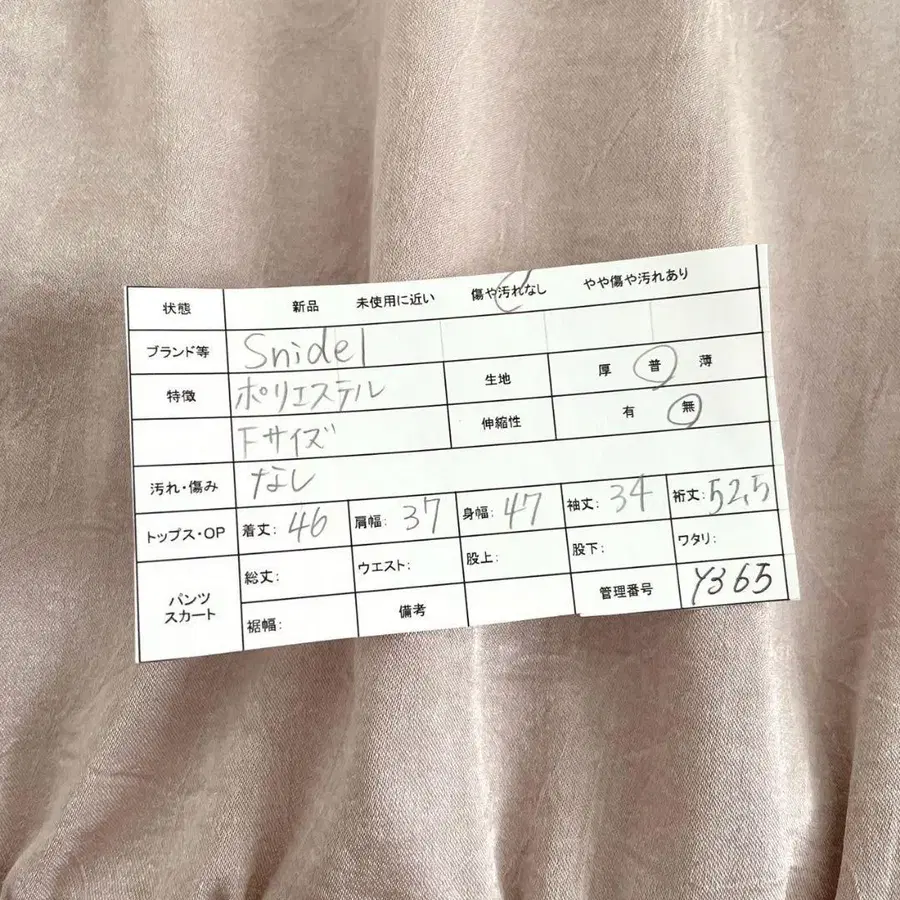 状態 新品 未使用に近い 傷や汚れなし やや傷や汚れあり
ブランド等 Snidel
特徴 ポリエステル 生地 厚 普 薄
Fサイズ 伸縮性 有 無
汚れ・傷み なし
トップス・OP 着丈: 46 肩幅: 37 身幅: 47 袖丈: 34 裄丈: 52,5
パンツ スカート 総丈: ウエスト: 股上: 股下: ワタリ:
裾幅: 備考 管理番号 Y365